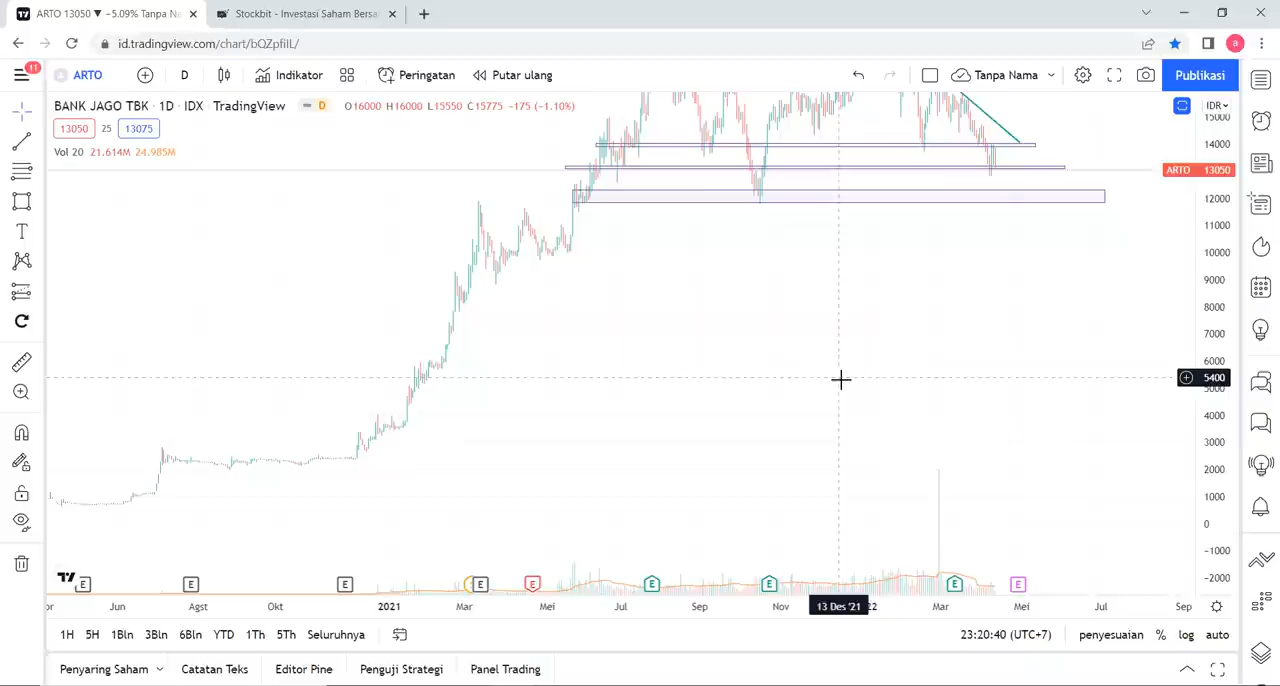 ARTO 13050 ▼ −5.09% Tanpa Na
Stockbit - Investasi Saham Bersa
id.tradingview.com/chart/bQZpfiIL/
a
11
ARTO
D
Indikator
Peringatan
Putar ulang
Tanpa Nama
Publikasi
BANK JAGO TBK · 1D · IDX TradingView
D
O16000 H16000 L15550 C15775 −175 (−1.10%)
IDR
13050
25
13075
Vol 20 21.614M 24.985M
15000
14000
ARTO 13050
12000
11000
10000
9000
8000
7000
6000
5400
5000
4000
3000
2000
1000
0
−1000
−2000
E
E
E
E
E
E
E
E
E
Jun
Agst
Okt
2021
Mar
Mei
Jul
Sep
Nov
13 Des '21
Mar
Mei
Jul
Sep
1H
5H
1Bln
3Bln
6Bln
YTD
1Th
5Th
Seluruhnya
23:20:40 (UTC+7)
penyesuaian
%
log
auto
Penyaring Saham
Catatan Teks
Editor Pine
Penguji Strategi
Panel Trading